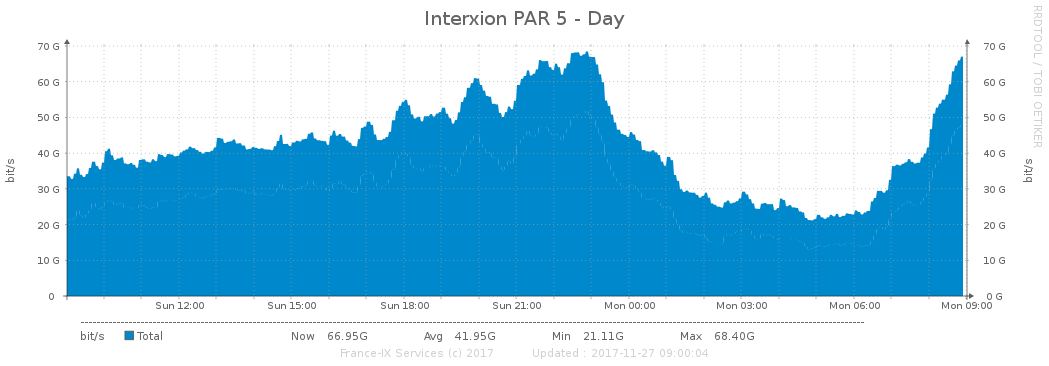 Interxion PAR 5 - Day
RRDTOOL / TOBI OETIKER
bit/s
70 G 70 G
60 G 60 G
50 G 50 G
40 G 40 G
30 G 30 G
20 G 20 G
10 G 10 G
0 0 G
bit/s
Sun 12:00 Sun 15:00 Sun 18:00 Sun 21:00 Mon 00:00 Mon 03:00 Mon 06:00 Mon 09:00
bit/s Total Now 66.95G Avg 41.95G Min 21.11G Max 68.40G
France-IX Services (c) 2017 Updated : 2017-11-27 09:00:04